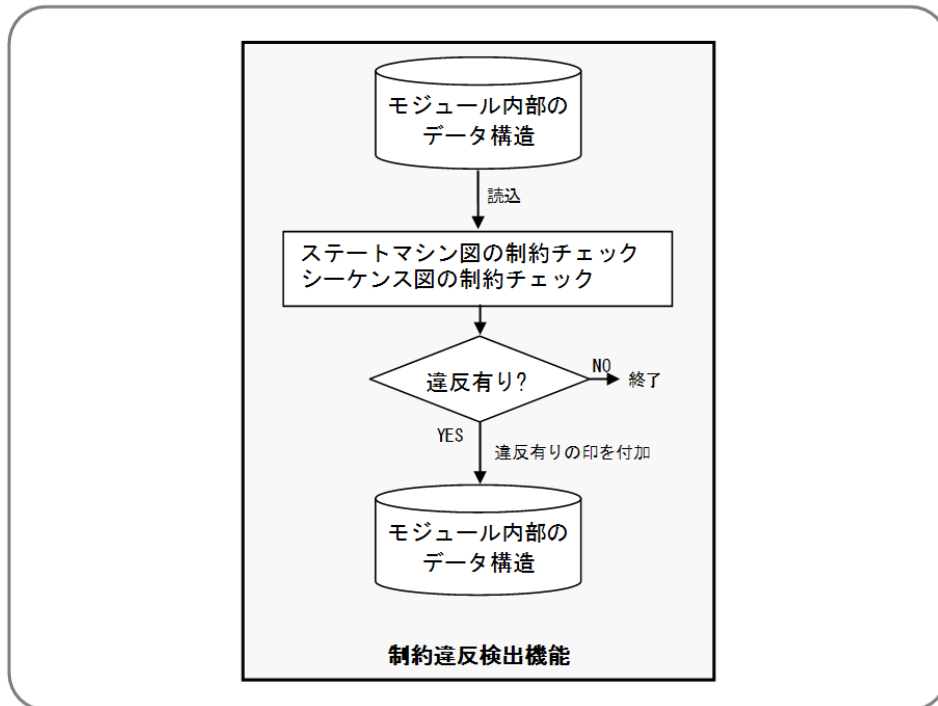 モジュール内部の
データ構造
読込
ステートマシン図の制約チェック
シーケンス図の制約チェック
違反有り?
NO
終了
YES
違反有りの印を付加
モジュール内部の
データ構造
制約違反検出機能